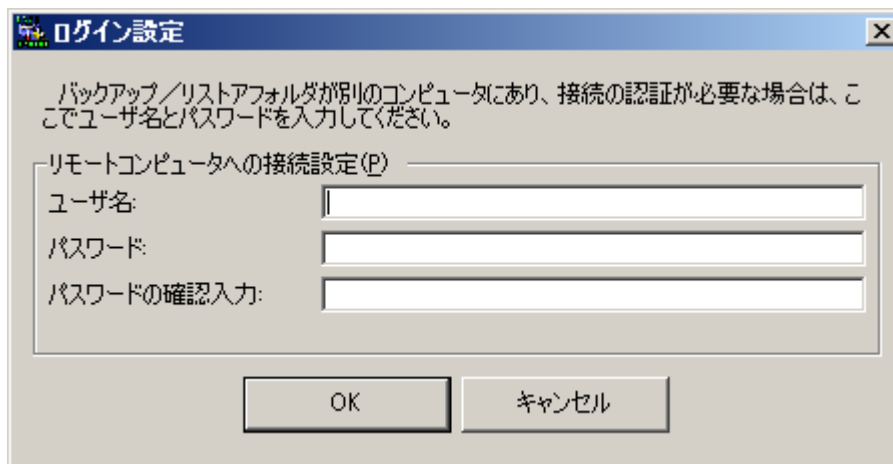 ログイン設定
バックアップ／リストアフォルダが別のコンピュータにあり、接続の認証が必要な場合は、こ
こでユーザ名とパスワードを入力してください。
リモートコンピュータへの接続設定(P)
ユーザ名:
パスワード:
パスワードの確認入力:
OK
キャンセル